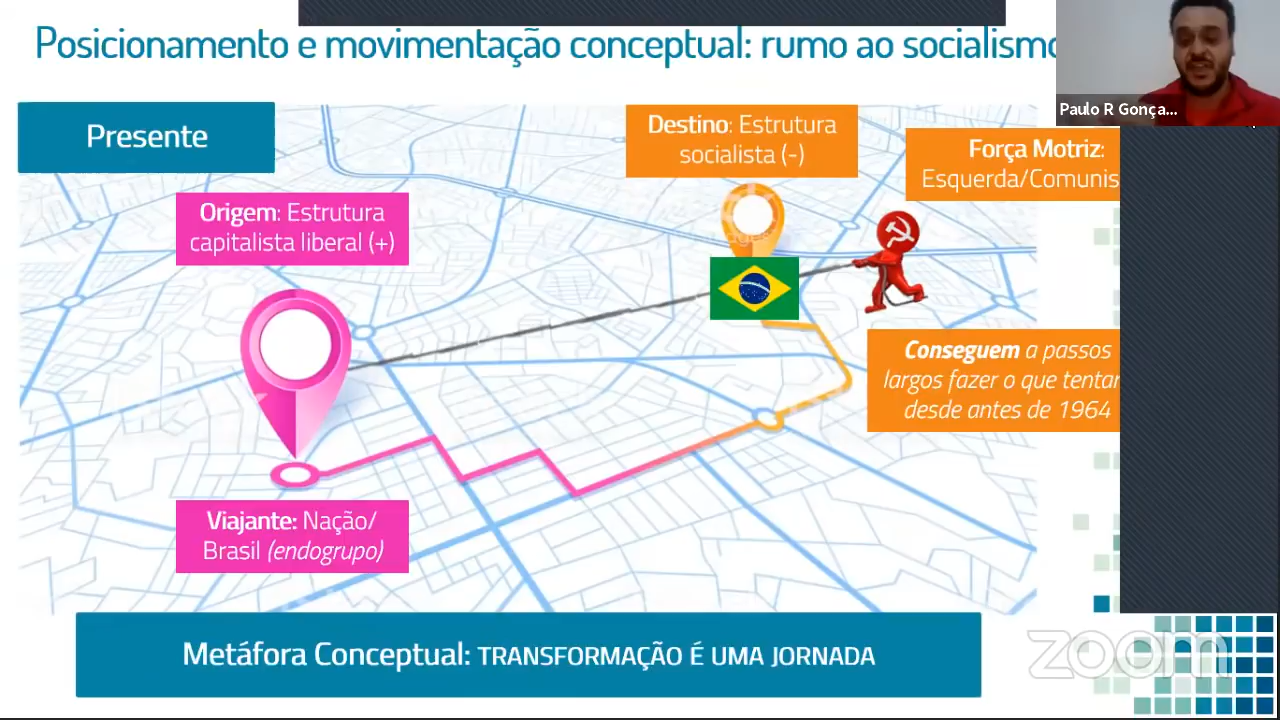 Posicionamento e movimentação conceptual: rumo ao socialismo
Paulo R Gonça...
Presente
Destino: Estrutura
socialista (-)
Força Motriz:
Esquerda/Comunis
Origem: Estrutura
capitalista liberal (+)
Conseguem a passos
largos fazer o que tentar
desde antes de 1964
Viajante: Nação/
Brasil (endogrupo)
Metáfora Conceptual: TRANSFORMAÇÃO É UMA JORNADA
zoom